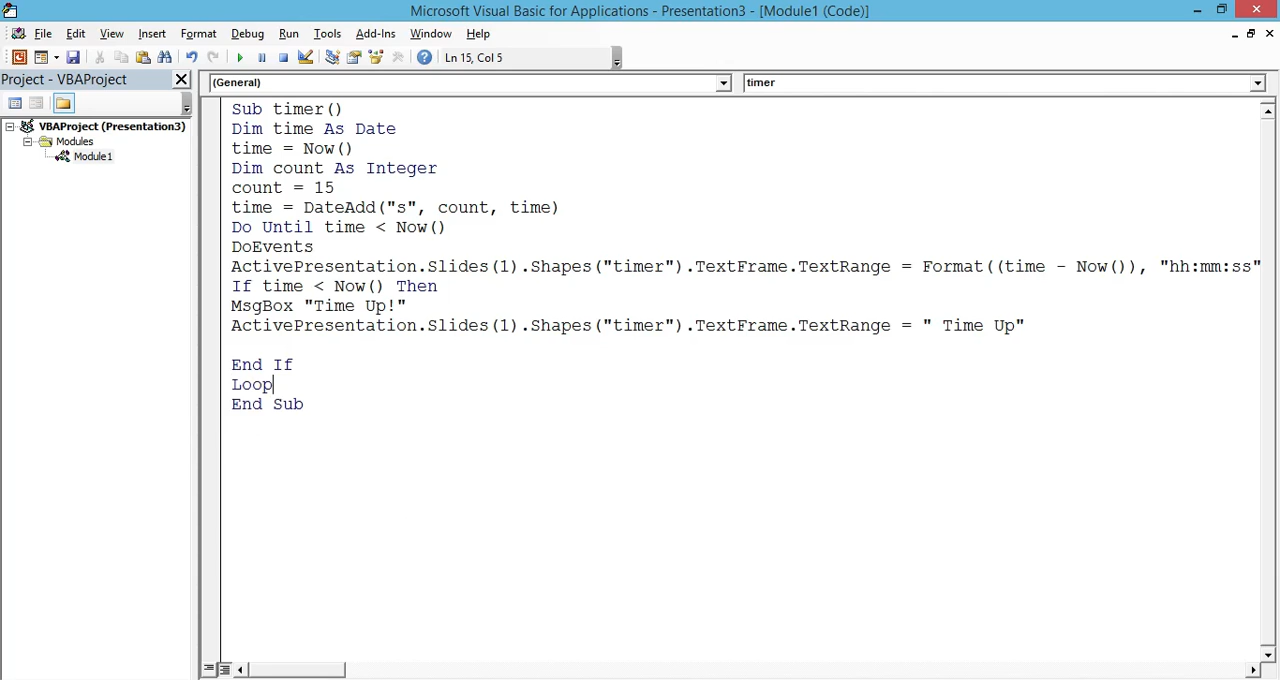 Microsoft Visual Basic for Applications - Presentation3 - [Module1 (Code)]
File Edit View Insert Format Debug Run Tools Add-Ins Window Help
Ln 15, Col 5
Project - VBAProject
(General) timer
VBAProject (Presentation3)
Modules
Module1
Sub timer()
Dim time As Date
time = Now()
Dim count As Integer
count = 15
time = DateAdd("s", count, time)
Do Until time < Now()
DoEvents
ActivePresentation.Slides(1).Shapes("timer").TextFrame.TextRange = Format((time - Now()), "hh:mm:ss"
If time < Now() Then
MsgBox "Time Up!"
ActivePresentation.Slides(1).Shapes("timer").TextFrame.TextRange = " Time Up"
End If
Loop
End Sub